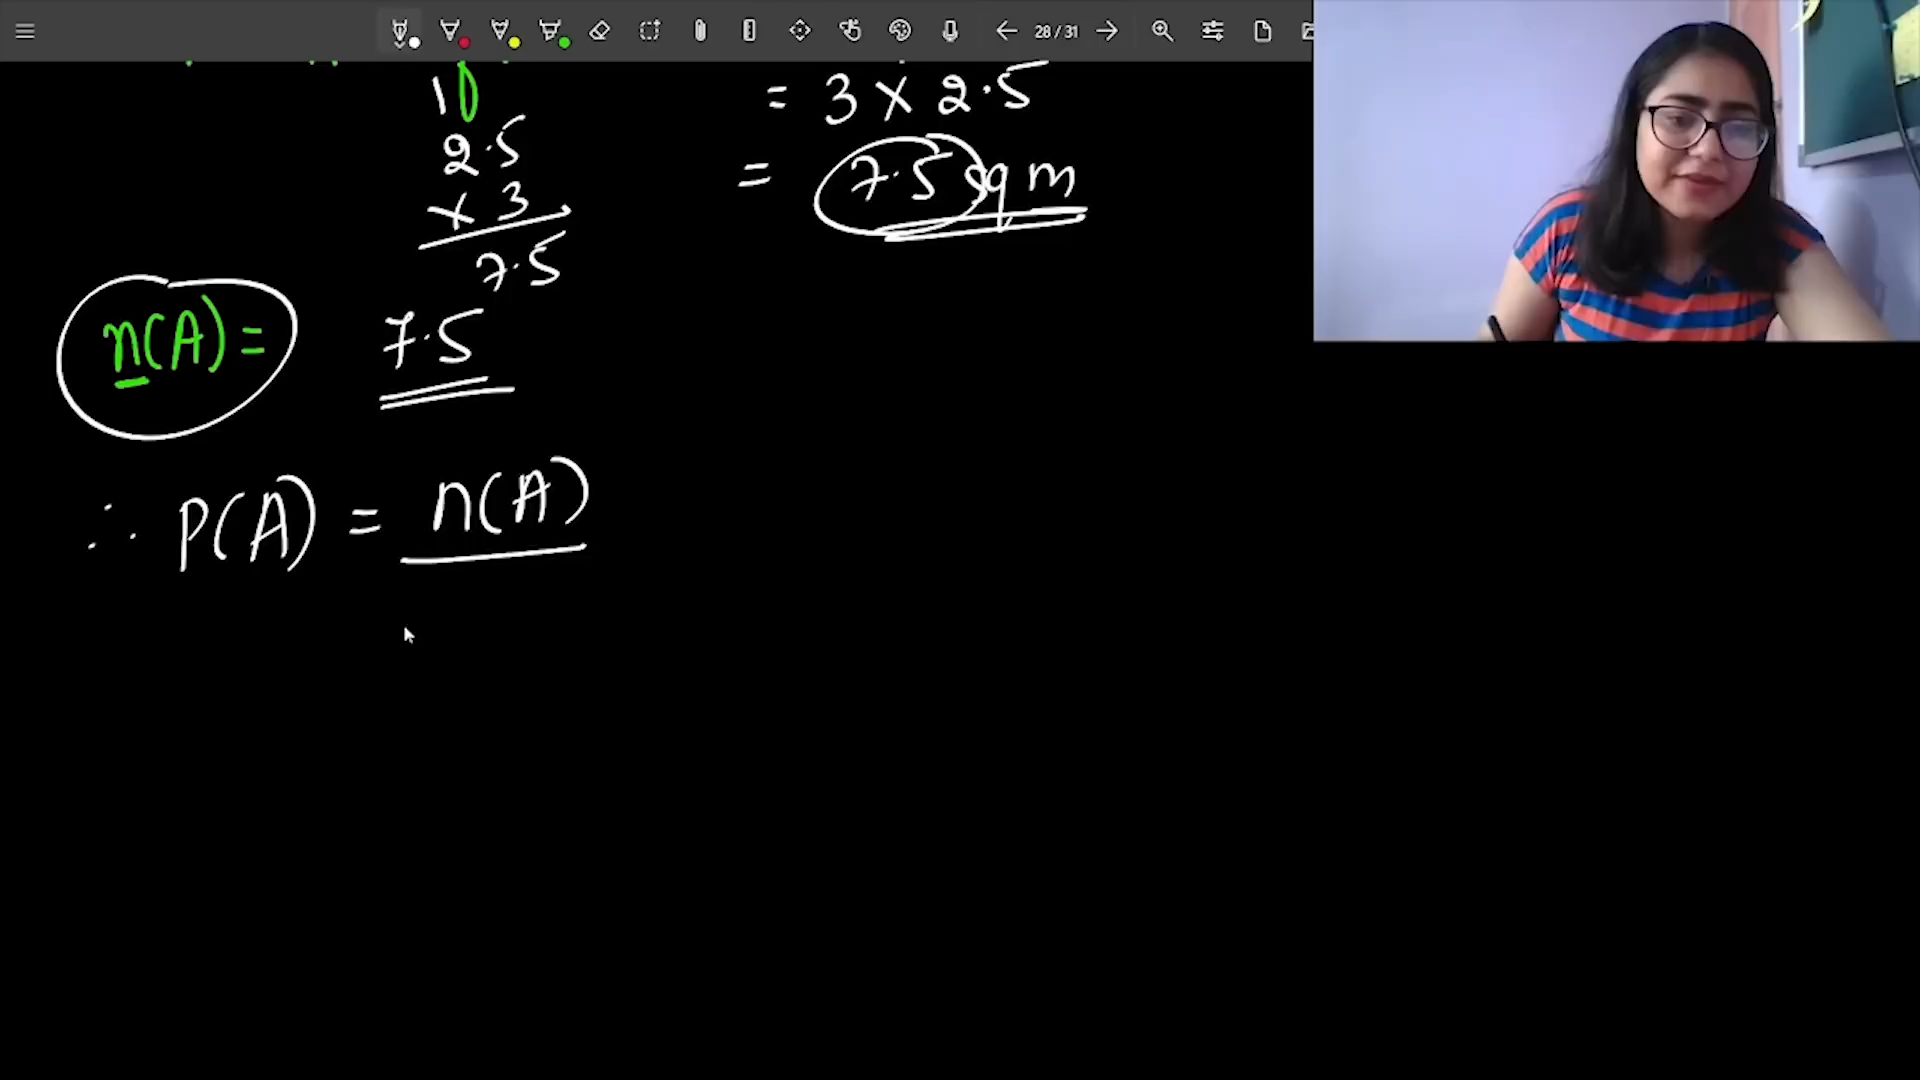 28 / 31
10
2.5
× 3
7.5
= 3 × 2.5
= 7.5 sq m
n(A) = 7.5
∴ P(A) = n(A)